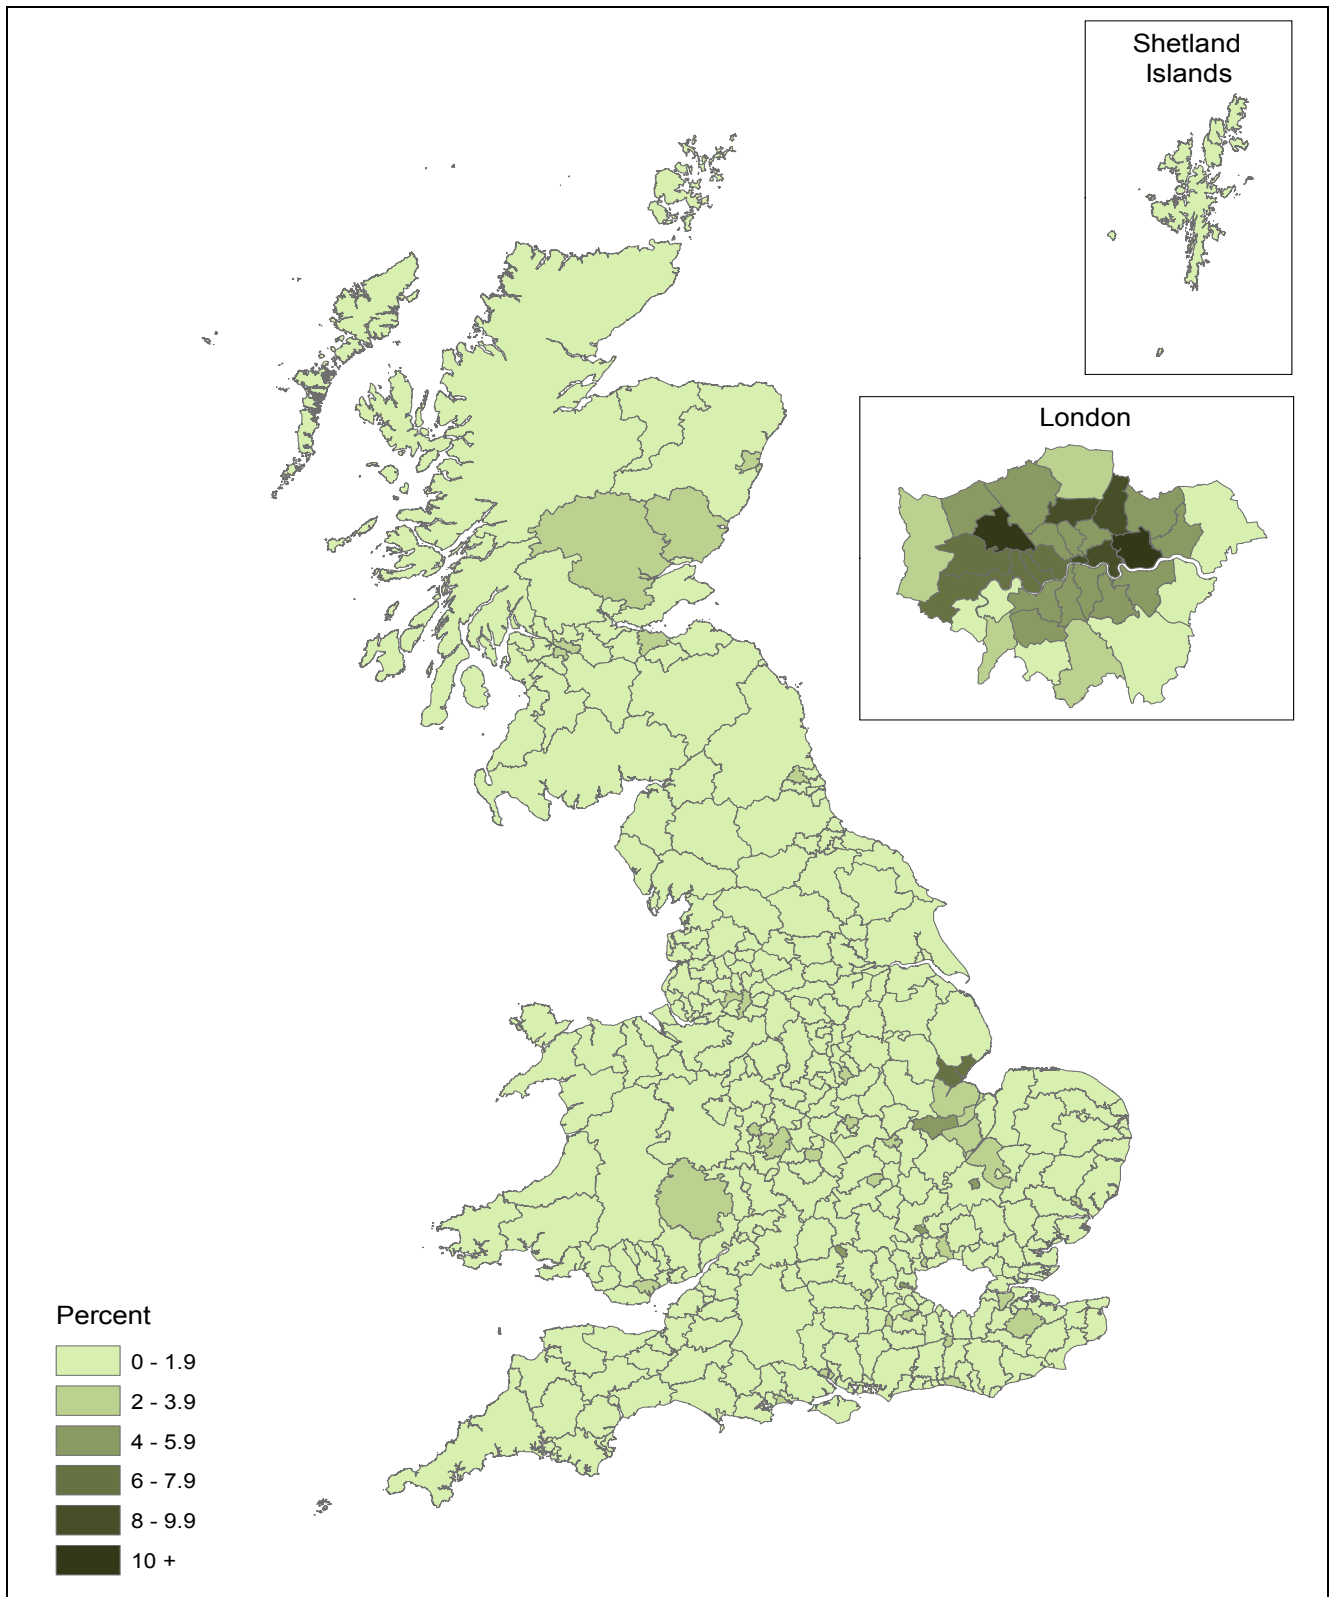 Shetland
Islands
London
Percent
0 - 1.9
2 - 3.9
4 - 5.9
6 - 7.9
8 - 9.9
10 +